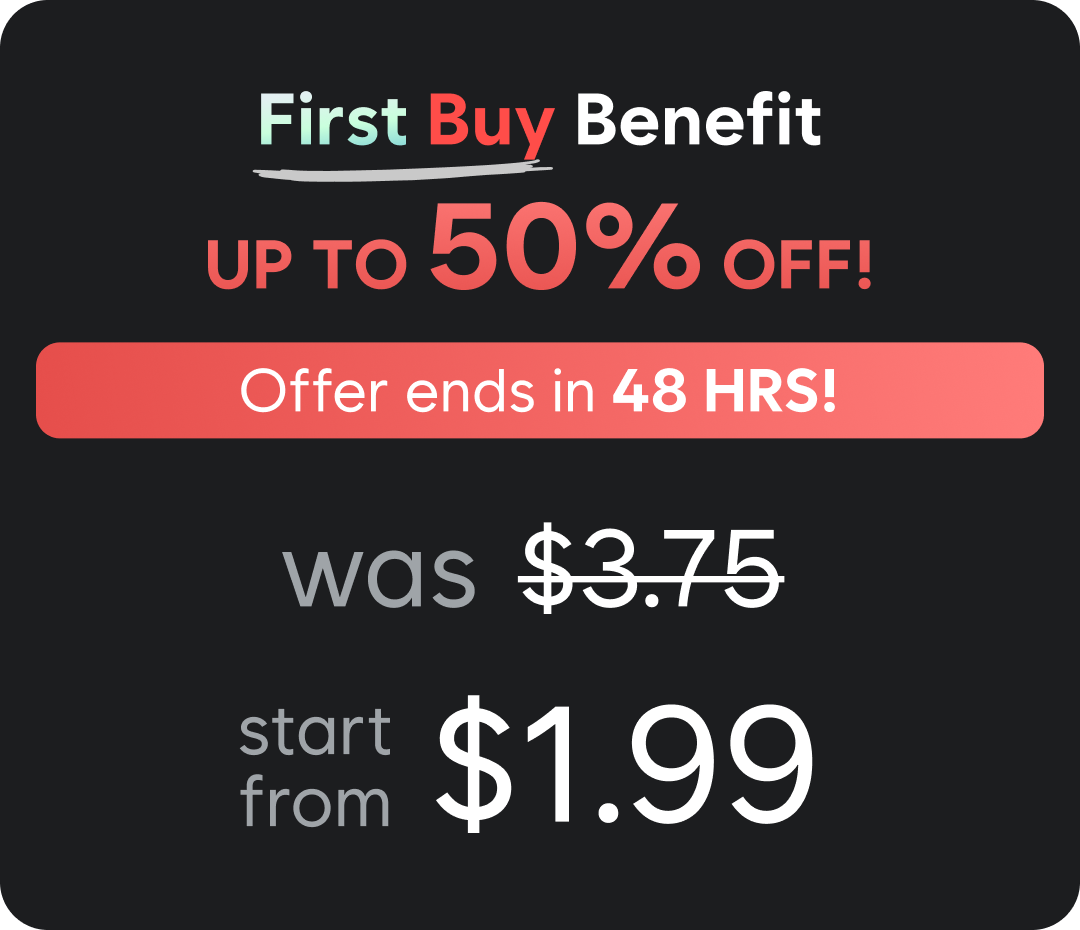 First Buy Benefit
UP TO 50% OFF!
Offer ends in 48 HRS!
was $3.75
start
from $1.99